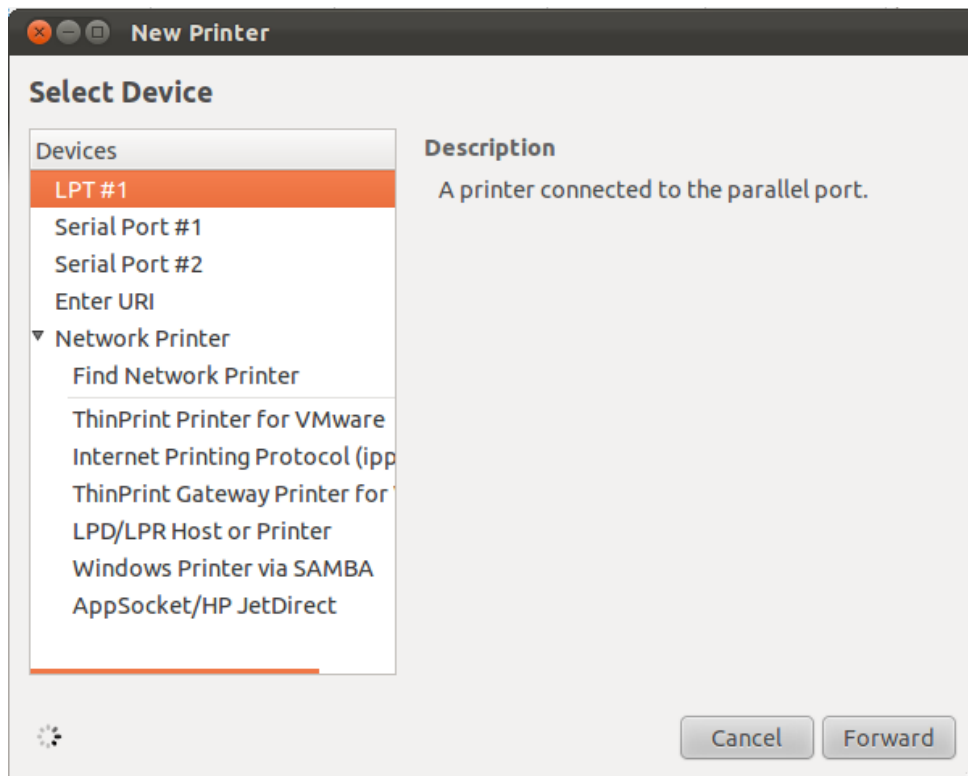 New Printer
Select Device
Devices
LPT #1
Serial Port #1
Serial Port #2
Enter URI
Network Printer
Find Network Printer
ThinPrint Printer for VMware
Internet Printing Protocol (ipp
ThinPrint Gateway Printer for
LPD/LPR Host or Printer
Windows Printer via SAMBA
AppSocket/HP JetDirect
Description
A printer connected to the parallel port.
Cancel
Forward